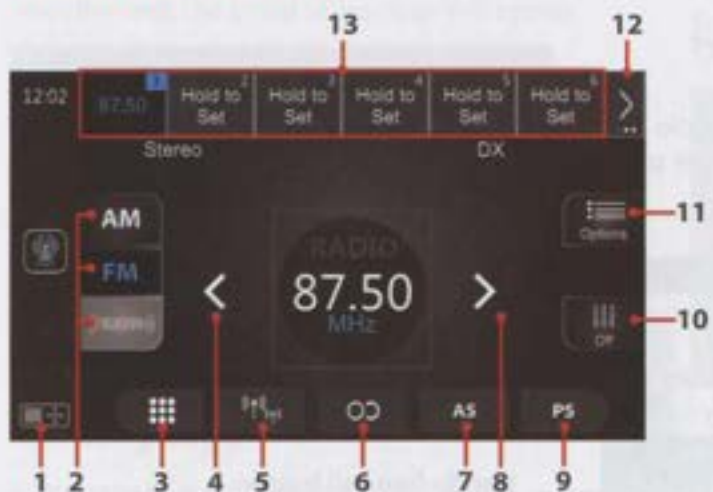 13 12
12:02 87.50 1 Hold to Set 2 Hold to Set 3 Hold to Set 4 Hold to Set 5 Hold to Set 6
Stereo DX
AM
FM
RADIO
87.50
MHz
Options
11
Off
10
AS PS
1 2 3 4 5 6 7 8 9